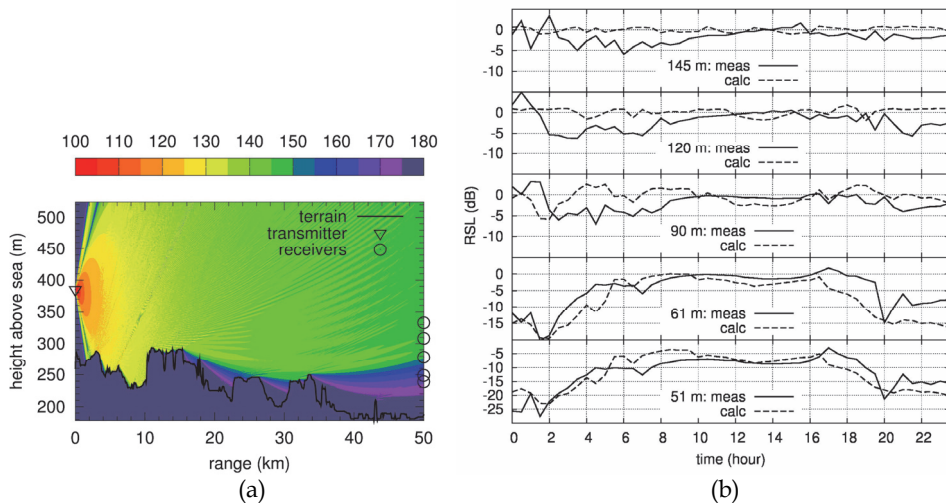 100 110 120 130 140 150 160 170 180
500
450
400
350
300
250
200
height above sea (m)
terrain
transmitter
receivers
0 10 20 30 40 50
range (km)
(a)
0
-5
-10
145 m: meas
calc
0
-5
-10
120 m: meas
calc
0
-5
-10
90 m: meas
calc
RSL (dB)
0
-5
-10
-15
61 m: meas
calc
-5
-10
-15
-20
-25
51 m: meas
calc
0 2 4 6 8 10 12 14 16 18 20 22
time (hour)
(b)